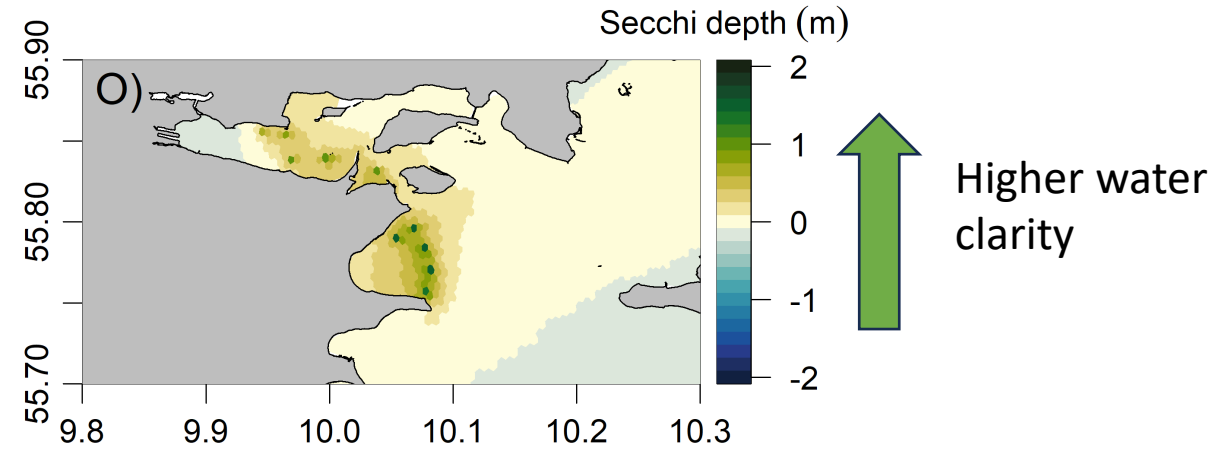 Secchi depth (m)
O)
55.90
55.80
55.70
9.8 9.9 10.0 10.1 10.2 10.3
2
1
0
-1
-2
Higher water
clarity